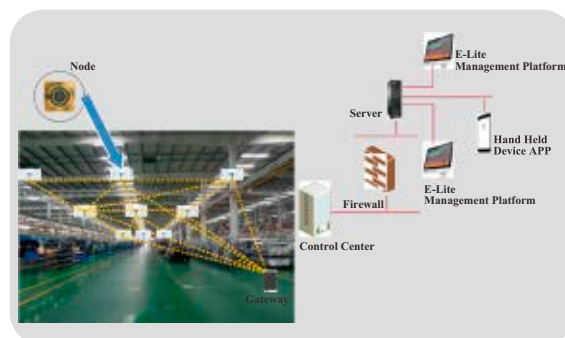 E-Lite
Management Platform
Node
Server
Hand Held
Device APP
E-Lite
Management Platform
Firewall
Control Center
Gateway